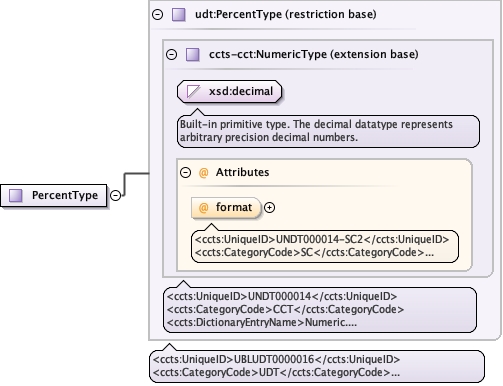 udt:PercentType (restriction base)
ccts-cct:NumericType (extension base)
xsd:decimal
Built-in primitive type. The decimal datatype represents
arbitrary precision decimal numbers.
@ Attributes
PercentType
@ format
<ccts:UniqueID>UNDT000014-SC2</ccts:UniqueID>
<ccts:CategoryCode>SC</ccts:CategoryCode>...
<ccts:UniqueID>UNDT000014</ccts:UniqueID>
<ccts:CategoryCode>CCT</ccts:CategoryCode>
<ccts:DictionaryEntryName>Numeric....
<ccts:UniqueID>UBLUDT0000016</ccts:UniqueID>
<ccts:CategoryCode>UDT</ccts:CategoryCode>...